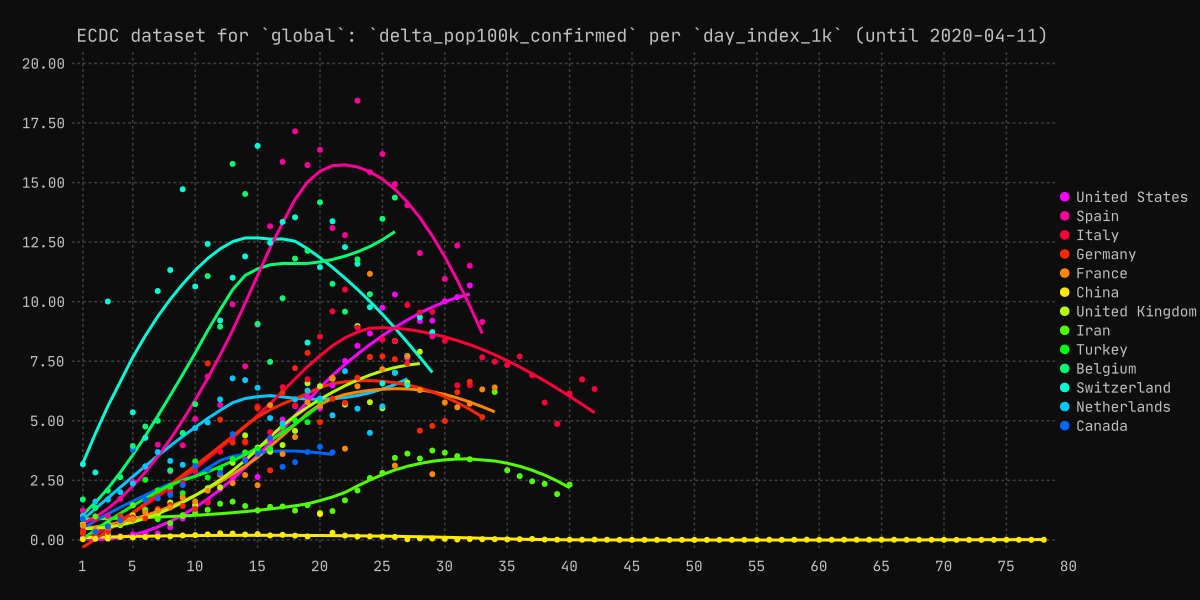 ECDC dataset for `global`: `delta_pop100k_confirmed` per `day_index_1k` (until 2020-04-11)
20.00
17.50
15.00
12.50
10.00
7.50
5.00
2.50
0.00
1 5 10 15 20 25 30 35 40 45 50 55 60 65 70 75 80
United States
Spain
Italy
Germany
France
China
United Kingdom
Iran
Turkey
Belgium
Switzerland
Netherlands
Canada